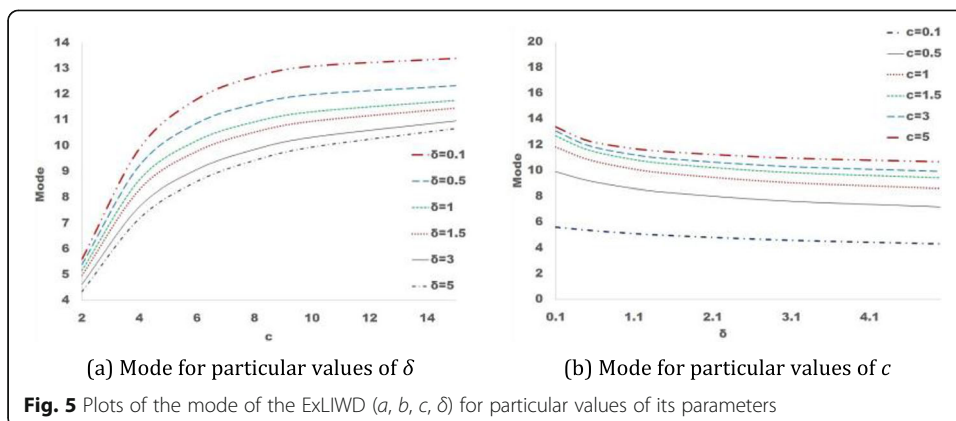 14
13
12
11
10
9
8
7
6
5
4
Mode
2 4 6 8 10 12 14
c
δ=0.1
δ=0.5
δ=1
δ=1.5
δ=3
δ=5
(a) Mode for particular values of δ
20
18
16
14
12
10
8
6
4
2
0
Mode
0.1 1.1 2.1 3.1 4.1
δ
c=0.1
c=0.5
c=1
c=1.5
c=3
c=5
(b) Mode for particular values of c
Fig. 5 Plots of the mode of the ExLIWD (a, b, c, δ) for particular values of its parameters